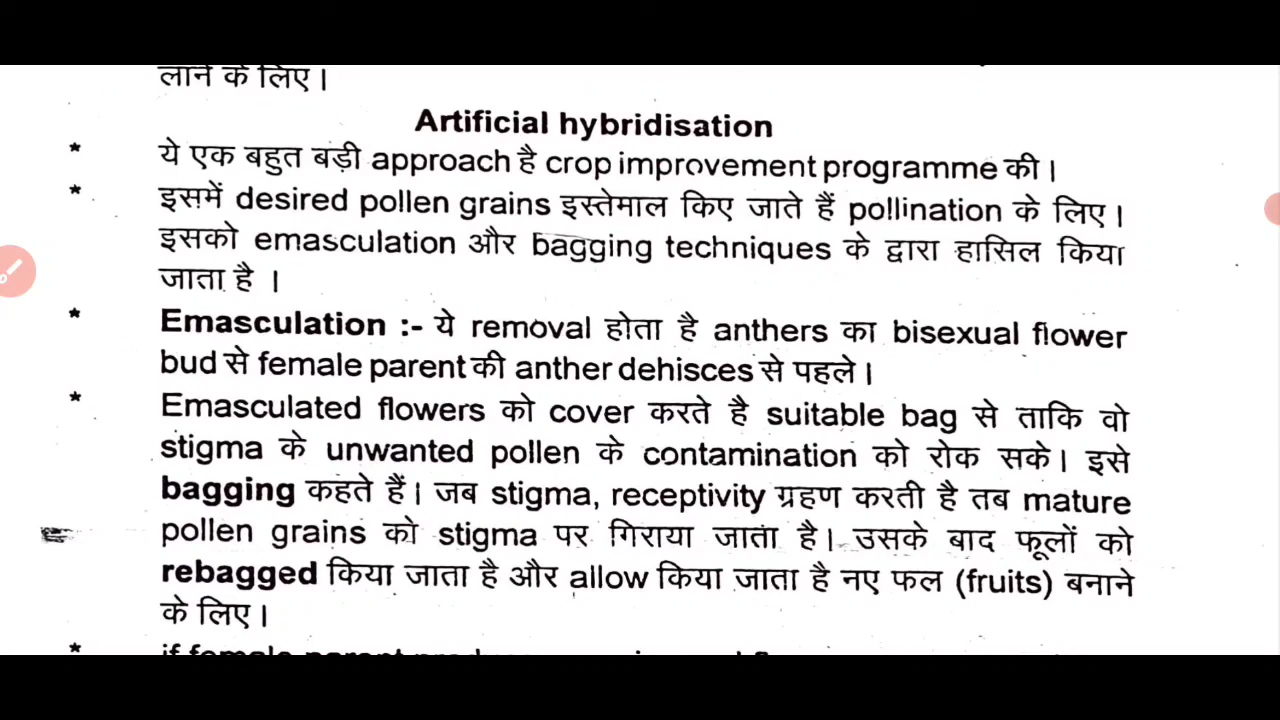 लाने के लिए।
Artificial hybridisation
* ये एक बहुत बड़ी approach है crop improvement programme की।
* इसमें desired pollen grains इस्तेमाल किए जाते हैं pollination के लिए।
इसको emasculation और bagging techniques के द्वारा हासिल किया
जाता है ।
* Emasculation :- ये removal होता है anthers का bisexual flower
bud से female parent की anther dehisces से पहले।
* Emasculated flowers को cover करते है suitable bag से ताकि वो
stigma के unwanted pollen के contamination को रोक सके। इसे
bagging कहते हैं। जब stigma, receptivity ग्रहण करती है तब mature
pollen grains को stigma पर गिराया जाता है। उसके बाद फूलों को
rebagged किया जाता है और allow किया जाता है नए फल (fruits) बनाने
के लिए।
* if female parent